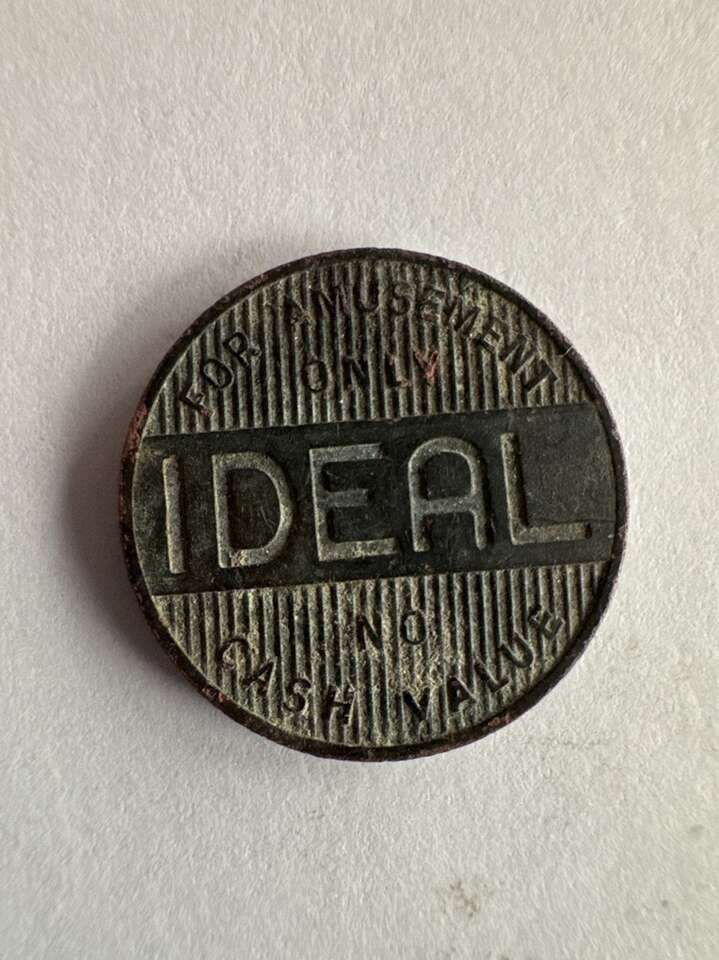 FOR AMUSEMENT
ONLY
IDEAL
NO
CASH VALUE